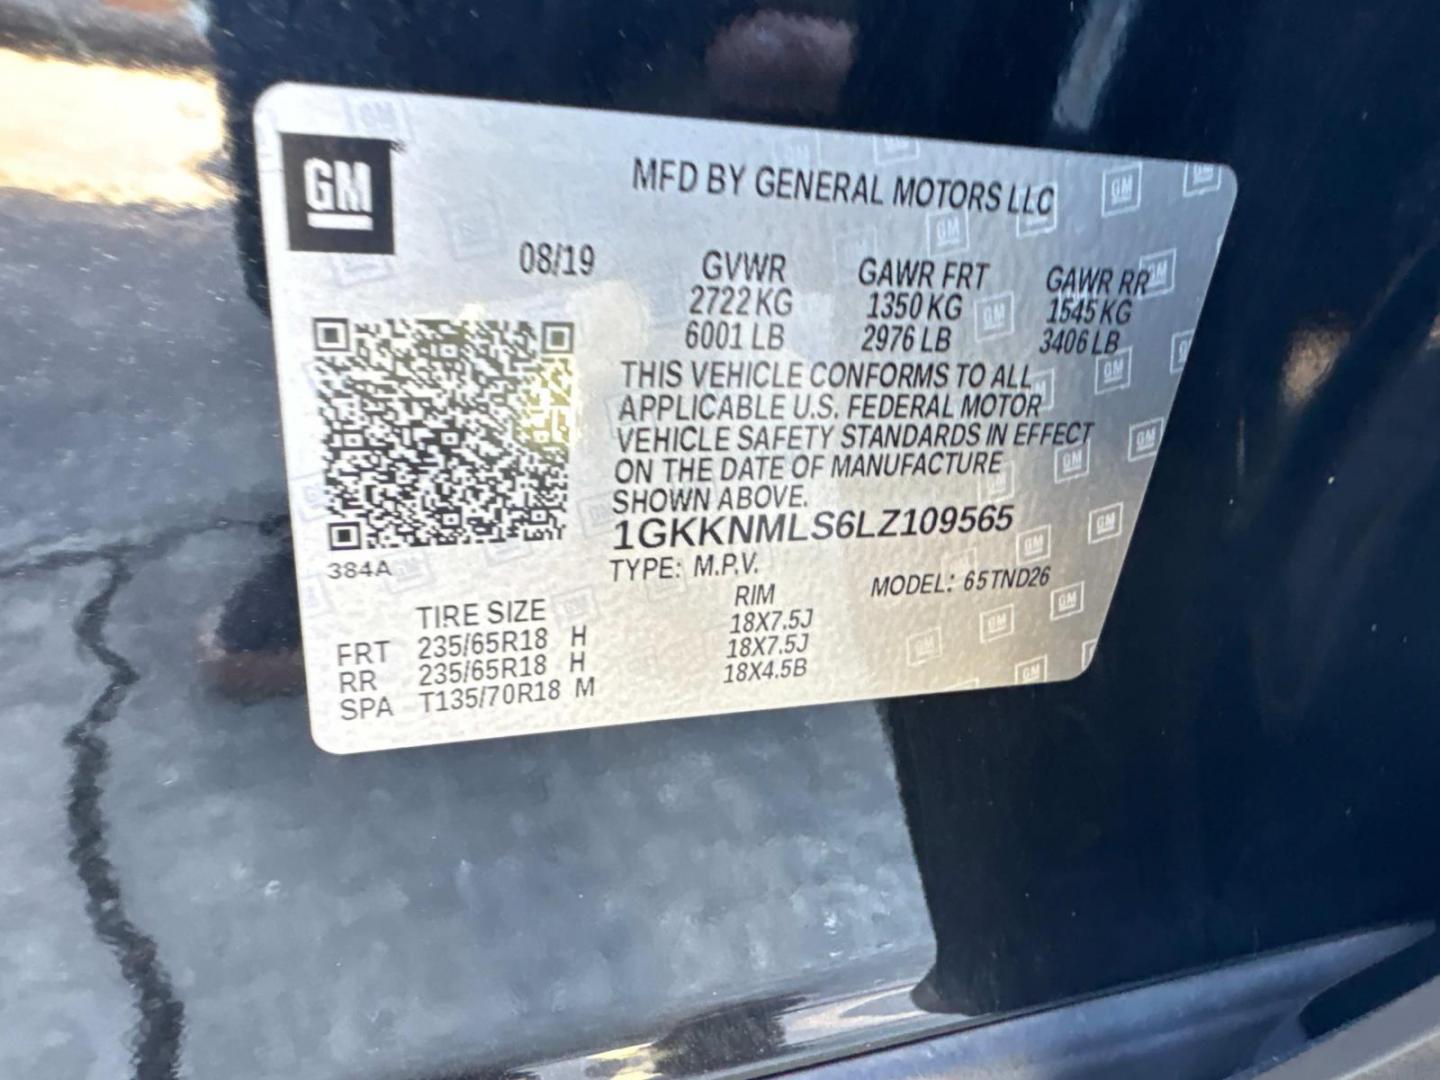 GM
MFD BY GENERAL MOTORS LLC
08/19 GVWR GAWR FRT GAWR RR
2722 KG 1350 KG 1545 KG
6001 LB 2976 LB 3406 LB
THIS VEHICLE CONFORMS TO ALL
APPLICABLE U.S. FEDERAL MOTOR
VEHICLE SAFETY STANDARDS IN EFFECT
ON THE DATE OF MANUFACTURE
SHOWN ABOVE.
1GKKNMLS6LZ109565
384A
TYPE: M.P.V. MODEL: 65TND26
TIRE SIZE RIM
FRT 235/65R18 H 18X7.5J
RR 235/65R18 H 18X7.5J
SPA T135/70R18 M 18X4.5B